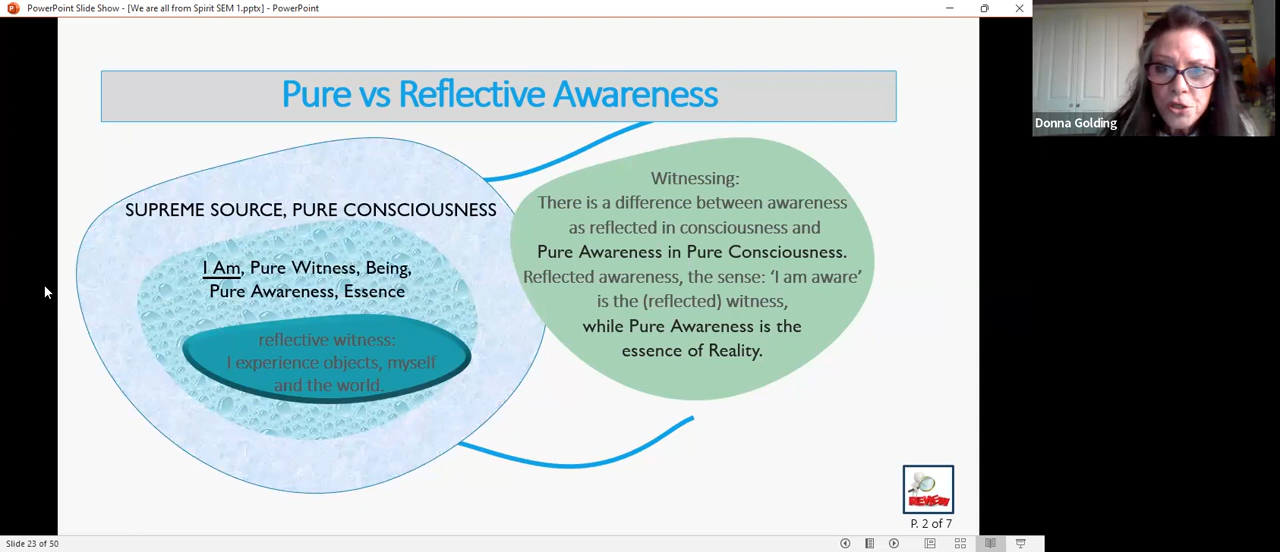 PowerPoint Slide Show - [We are all from Spirit SEM 1.pptx] - PowerPoint
Donna Golding
Pure vs Reflective Awareness
SUPREME SOURCE, PURE CONSCIOUSNESS
I Am, Pure Witness, Being,
Pure Awareness, Essence
reflective witness:
I experience objects, myself
and the world.
Witnessing:
There is a difference between awareness
as reflected in consciousness and
Pure Awareness in Pure Consciousness.
Reflected awareness, the sense: ‘I am aware’
is the (reflected) witness,
while Pure Awareness is the
essence of Reality.
REVIEW
P. 2 of 7
Slide 23 of 50